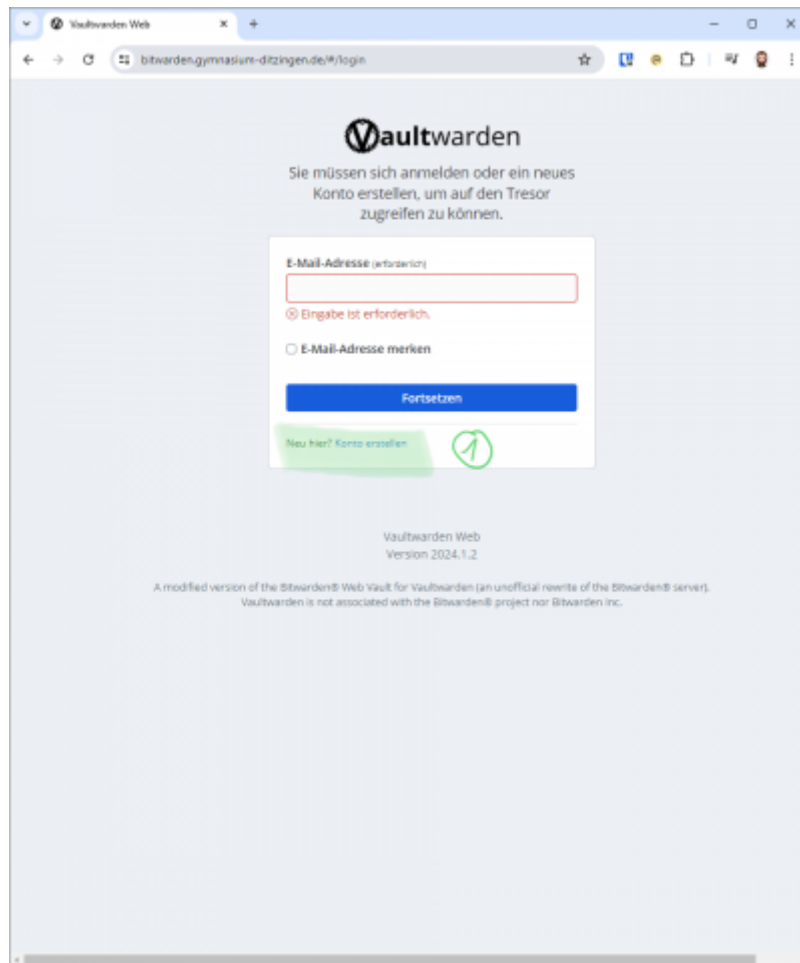 Vaultwarden Web
bitwarden.gymnasium-ditzingen.de/#/login
Vaultwarden
Sie müssen sich anmelden oder ein neues
Konto erstellen, um auf den Tresor
zugreifen zu können.
E-Mail-Adresse (erforderlich)
Eingabe ist erforderlich.
E-Mail-Adresse merken
Fortsetzen
Neu hier? Konto erstellen
1
Vaultwarden Web
Version 2024.1.2
A modified version of the Bitwarden® Web Vault for Vaultwarden (an unofficial rewrite of the Bitwarden® server).
Vaultwarden is not associated with the Bitwarden® project nor Bitwarden Inc.